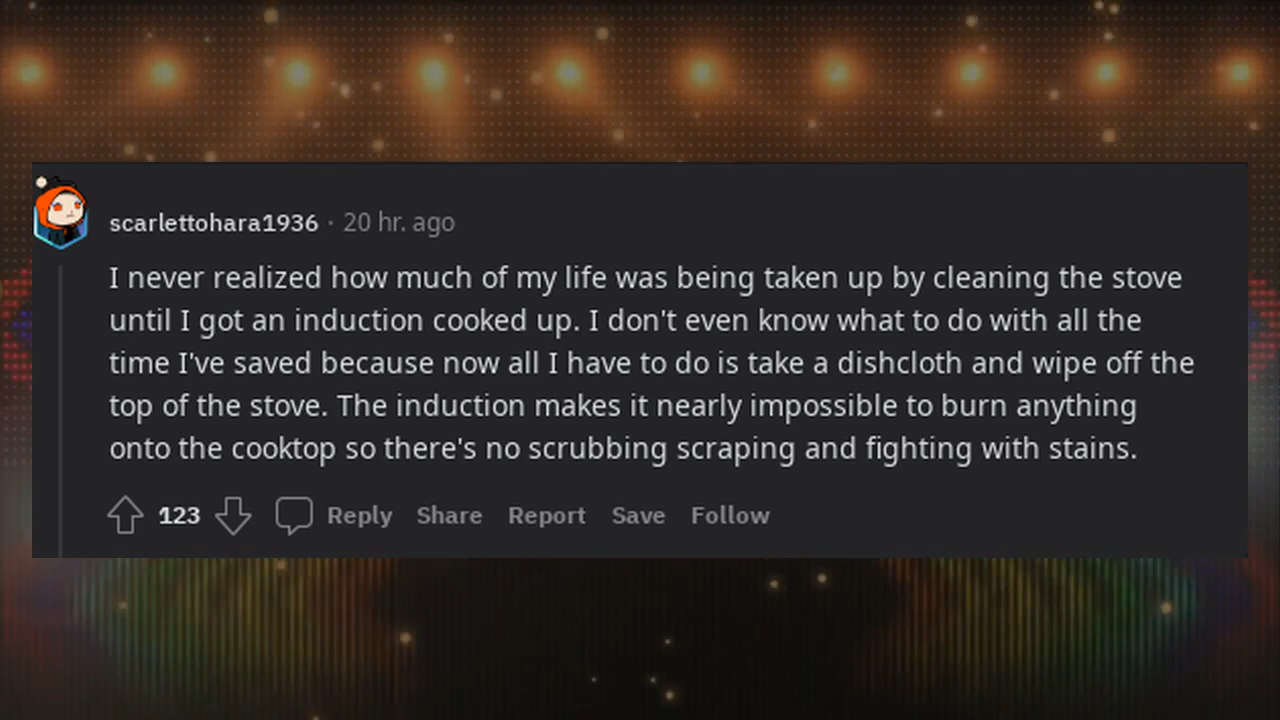 scarlettohara1936 · 20 hr. ago
I never realized how much of my life was being taken up by cleaning the stove
until I got an induction cooked up. I don't even know what to do with all the
time I've saved because now all I have to do is take a dishcloth and wipe off the
top of the stove. The induction makes it nearly impossible to burn anything
onto the cooktop so there's no scrubbing scraping and fighting with stains.
123 Reply Share Report Save Follow